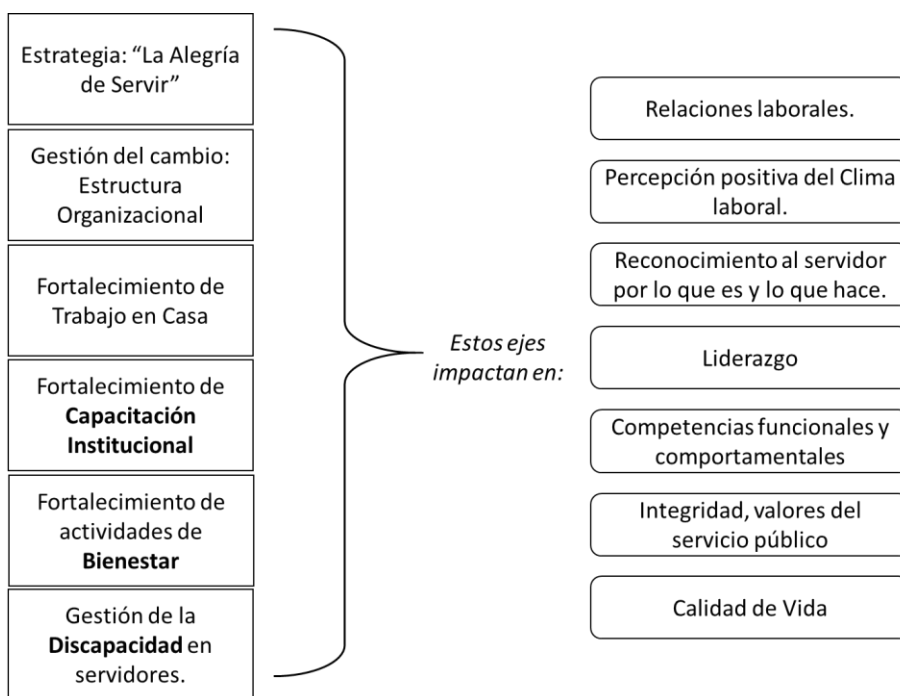 Estrategia: “La Alegría
de Servir”
Gestión del cambio:
Estructura
Organizacional
Fortalecimiento de
Trabajo en Casa
Fortalecimiento de
Capacitación
Institucional
Fortalecimiento de
actividades de
Bienestar
Gestión de la
Discapacidad en
servidores.
Estos ejes
impactan en:
Relaciones laborales.
Percepción positiva del Clima
laboral.
Reconocimiento al servidor
por lo que es y lo que hace.
Liderazgo
Competencias funcionales y
comportamentales
Integridad, valores del
servicio público
Calidad de Vida